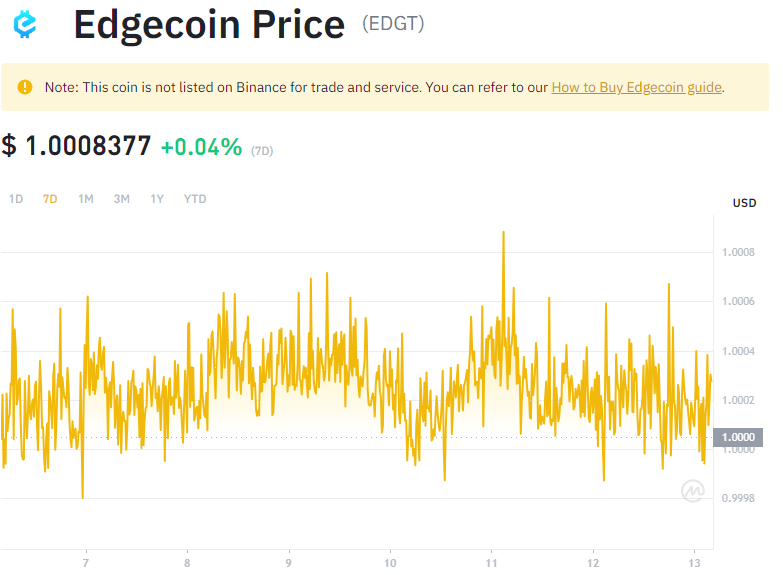 Edgecoin Price (EDGT)
Note: This coin is not listed on Binance for trade and service. You can refer to our How to Buy Edgecoin guide.
$ 1.0008377 +0.04% (7D)
1D 7D 1M 3M 1Y YTD
USD
1.0008
1.0006
1.0004
1.0002
1.0000
1.0000
0.9998
7 8 9 10 11 12 13